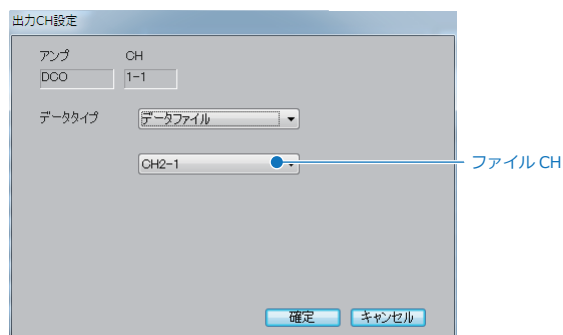 出力CH設定
アンプ CH
DCO 1-1
データタイプ データファイル
CH2-1 ファイル CH
確定 キャンセル